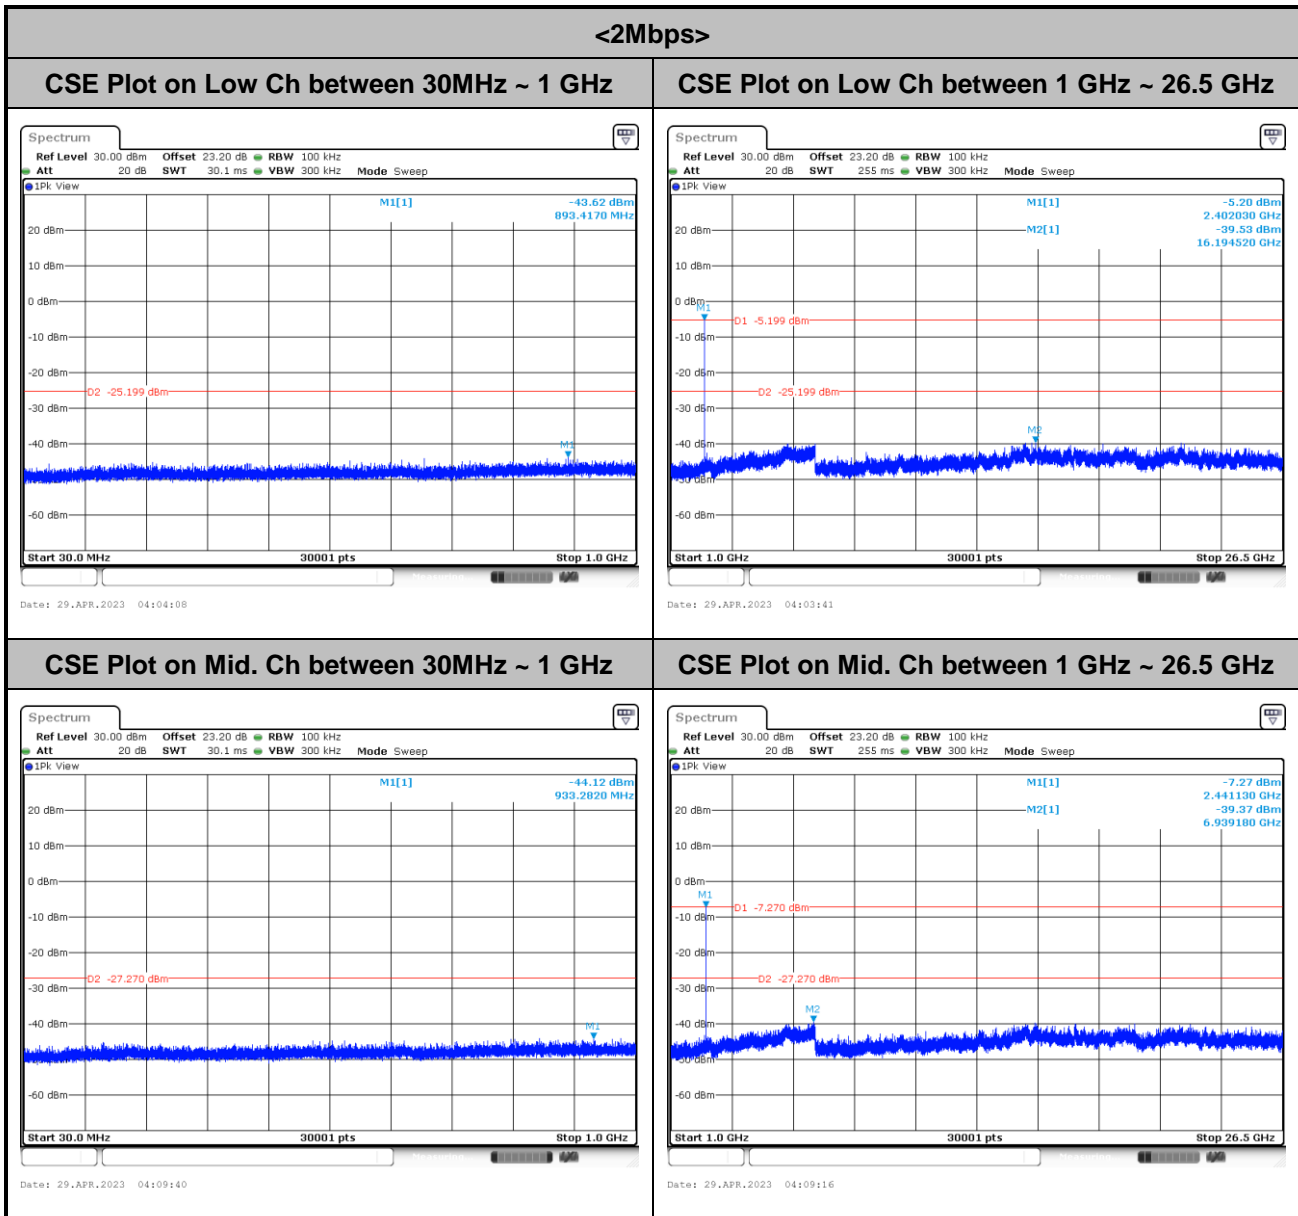 <2Mbps>
CSE Plot on Low Ch between 30MHz ~ 1 GHz
CSE Plot on Low Ch between 1 GHz ~ 26.5 GHz
Spectrum
Ref Level 30.00 dBm Offset 23.20 dB RBW 100 kHz
Att 20 dB SWT 30.1 ms VBW 300 kHz Mode Sweep
1Pk View
M1[1] -43.62 dBm
893.4170 MHz
20 dBm
10 dBm
0 dBm
-10 dBm
-20 dBm
D2 -25.199 dBm
-30 dBm
-40 dBm
M1
-60 dBm
Start 30.0 MHz 30001 pts Stop 1.0 GHz
Date: 29.APR.2023 04:04:08
Spectrum
Ref Level 30.00 dBm Offset 23.20 dB RBW 100 kHz
Att 20 dB SWT 255 ms VBW 300 kHz Mode Sweep
1Pk View
M1[1] -5.20 dBm
2.402030 GHz
M2[1] -39.53 dBm
16.194520 GHz
20 dBm
10 dBm
0 dBm
M1
D1 -5.199 dBm
-10 dBm
-20 dBm
D2 -25.199 dBm
-30 dBm
M2
-40 dBm
-50 dBm
-60 dBm
Start 1.0 GHz 30001 pts Stop 26.5 GHz
Date: 29.APR.2023 04:03:41
CSE Plot on Mid. Ch between 30MHz ~ 1 GHz
CSE Plot on Mid. Ch between 1 GHz ~ 26.5 GHz
Spectrum
Ref Level 30.00 dBm Offset 23.20 dB RBW 100 kHz
Att 20 dB SWT 30.1 ms VBW 300 kHz Mode Sweep
1Pk View
M1[1] -44.12 dBm
933.2820 MHz
20 dBm
10 dBm
0 dBm
-10 dBm
-20 dBm
D2 -27.270 dBm
-30 dBm
-40 dBm
M1
-60 dBm
Start 30.0 MHz 30001 pts Stop 1.0 GHz
Date: 29.APR.2023 04:09:40
Spectrum
Ref Level 30.00 dBm Offset 23.20 dB RBW 100 kHz
Att 20 dB SWT 255 ms VBW 300 kHz Mode Sweep
1Pk View
M1[1] -7.27 dBm
2.441130 GHz
M2[1] -39.37 dBm
6.939180 GHz
20 dBm
10 dBm
0 dBm
M1
D1 -7.270 dBm
-10 dBm
-20 dBm
D2 -27.270 dBm
-30 dBm
M2
-40 dBm
-50 dBm
-60 dBm
Start 1.0 GHz 30001 pts Stop 26.5 GHz
Date: 29.APR.2023 04:09:16